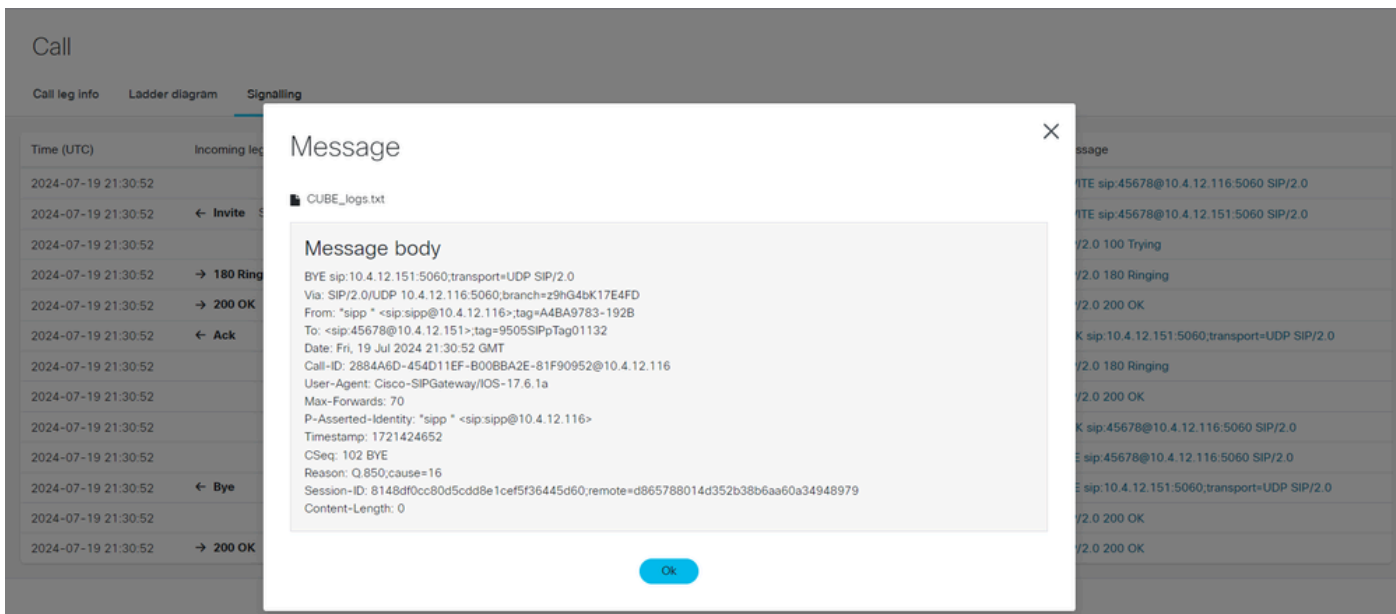 Call
Call leg info Ladder diagram Signalling
Message
CUBE_logs.txt
Message body
BYE sip:10.4.12.151:5060;transport=UDP SIP/2.0
Via: SIP/2.0/UDP 10.4.12.116:5060;branch=z9hG4bK17E4FD
From: "sipp " <sip:sipp@10.4.12.116>;tag=A4BA9783-192B
To: <sip:45678@10.4.12.151>;tag=9505SIPpTag01132
Date: Fri, 19 Jul 2024 21:30:52 GMT
Call-ID: 2884A6D-454D11EF-B00BBA2E-81F90952@10.4.12.116
User-Agent: Cisco-SIPGateway/IOS-17.6.1a
Max-Forwards: 70
P-Asserted-Identity: "sipp " <sip:sipp@10.4.12.116>
Timestamp: 1721424652
CSeq: 102 BYE
Reason: Q.850;cause=16
Session-ID: 8148df0cc80d5cdd8e1cef5f36445d60;remote=d865788014d352b38b6aa60a34948979
Content-Length: 0
Ok
Time (UTC) Incoming leg ssage
2024-07-19 21:30:52 ITE sip:45678@10.4.12.116:5060 SIP/2.0
2024-07-19 21:30:52 ← Invite S ITE sip:45678@10.4.12.151:5060 SIP/2.0
2024-07-19 21:30:52 /2.0 100 Trying
2024-07-19 21:30:52 → 180 Ring /2.0 180 Ringing
2024-07-19 21:30:52 → 200 OK /2.0 200 OK
2024-07-19 21:30:52 ← Ack K sip:10.4.12.151:5060;transport=UDP SIP/2.0
2024-07-19 21:30:52 /2.0 180 Ringing
2024-07-19 21:30:52 /2.0 200 OK
2024-07-19 21:30:52 K sip:45678@10.4.12.116:5060 SIP/2.0
2024-07-19 21:30:52 E sip:45678@10.4.12.116:5060 SIP/2.0
2024-07-19 21:30:52 ← Bye E sip:10.4.12.151:5060;transport=UDP SIP/2.0
2024-07-19 21:30:52 /2.0 200 OK
2024-07-19 21:30:52 → 200 OK /2.0 200 OK